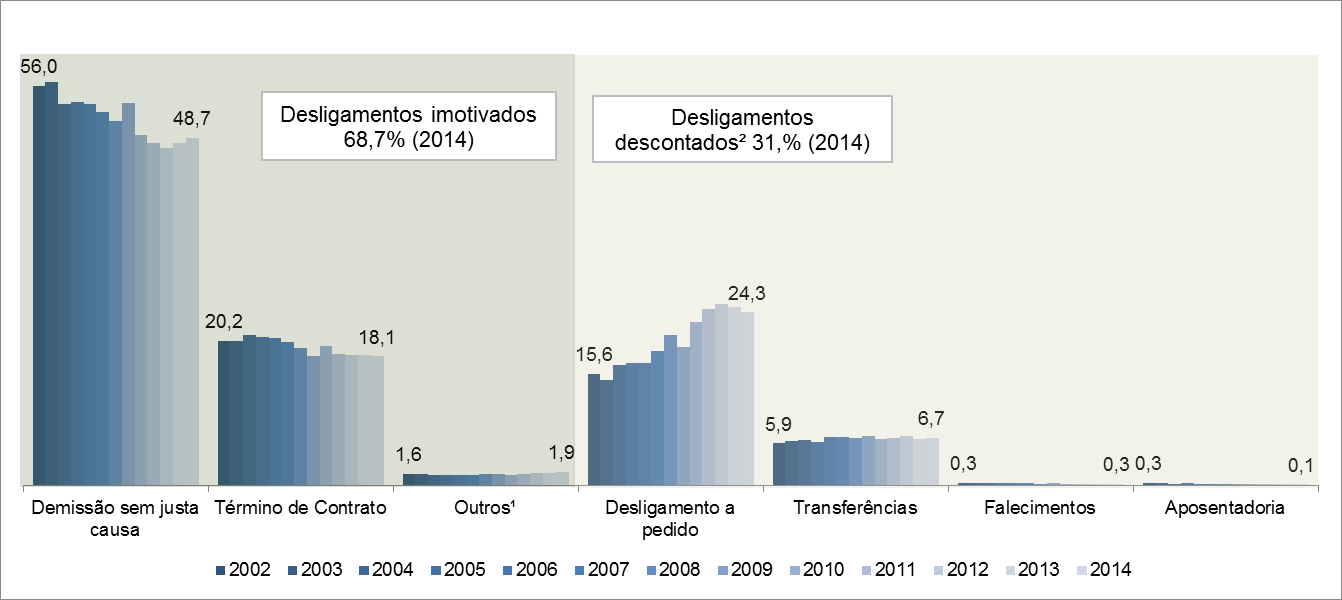 56,0
48,7
Desligamentos imotivados
68,7% (2014)
Desligamentos
descontados² 31,% (2014)
20,2
18,1
1,6
1,9
15,6
24,3
5,9
6,7
0,3
0,3
0,3
0,1
Demissão sem justa
causa
Término de Contrato
Outros¹
Desligamento a
pedido
Transferências
Falecimentos
Aposentadoria
2002 2003 2004 2005 2006 2007 2008 2009 2010 2011 2012 2013 2014